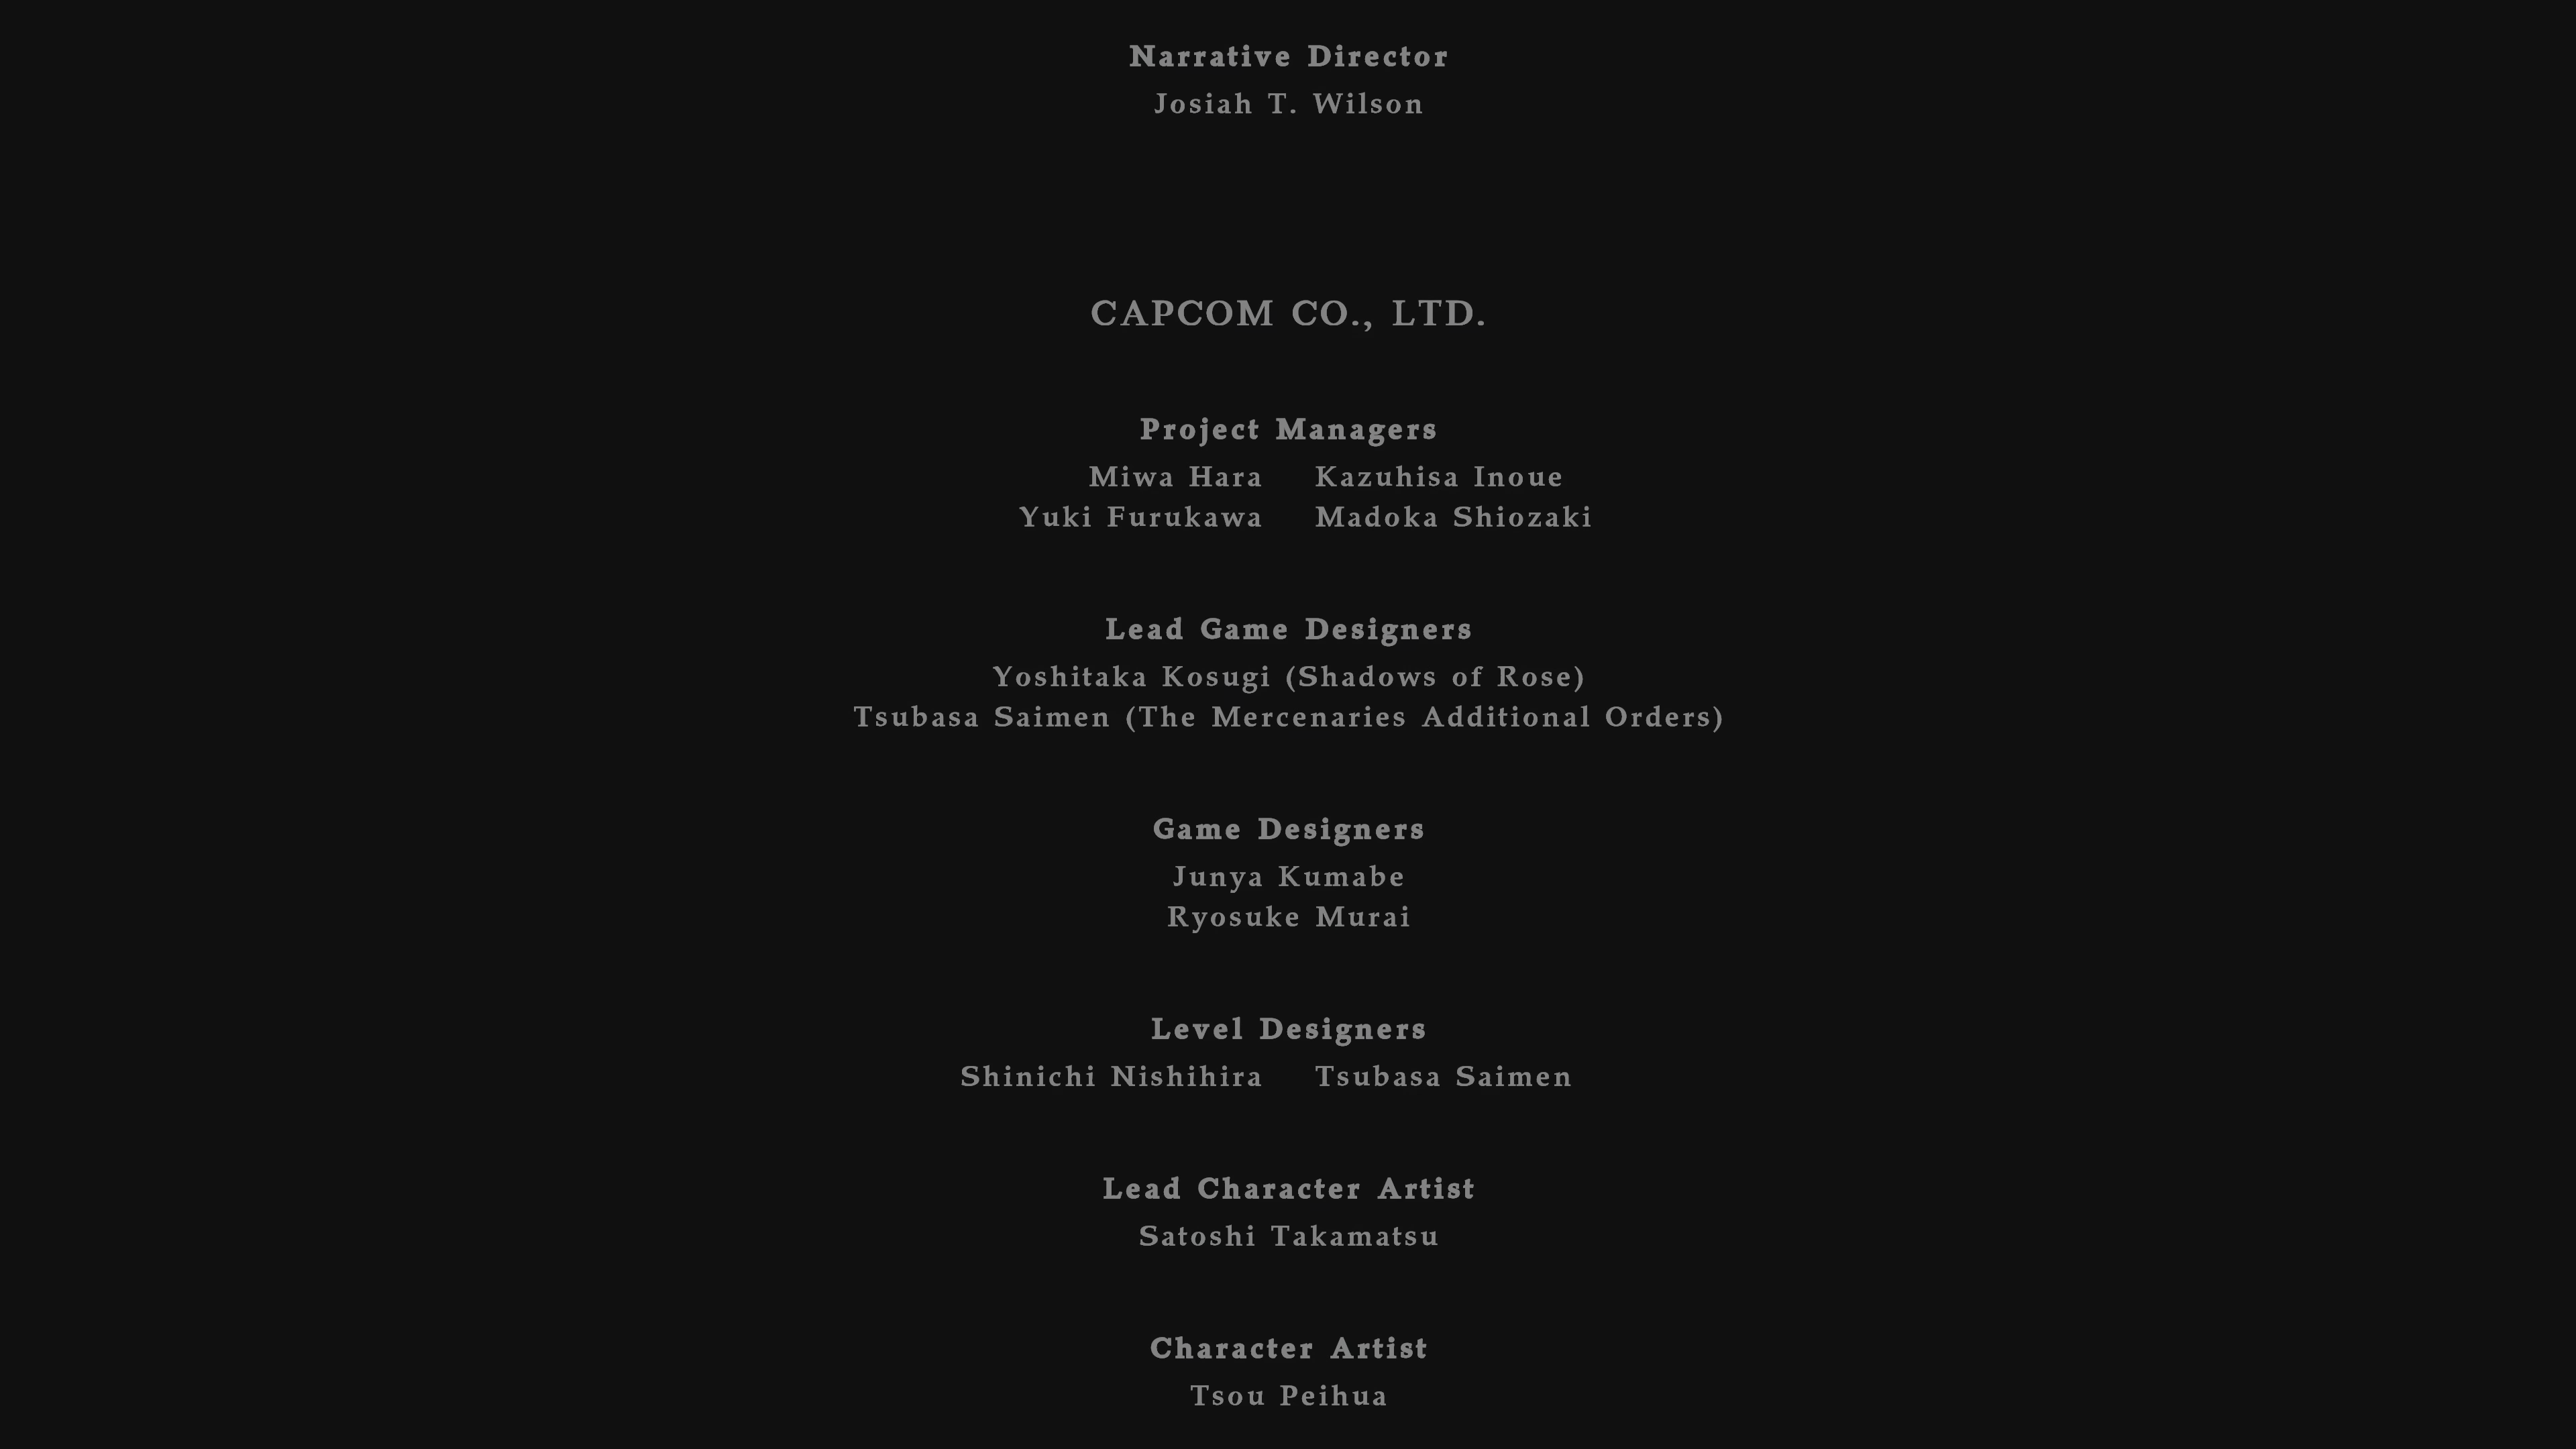 Narrative Director
Josiah T. Wilson
CAPCOM CO., LTD.
Project Managers
Miwa Hara Kazuhisa Inoue
Yuki Furukawa Madoka Shiozaki
Lead Game Designers
Yoshitaka Kosugi (Shadows of Rose)
Tsubasa Saimen (The Mercenaries Additional Orders)
Game Designers
Junya Kumabe
Ryosuke Murai
Level Designers
Shinichi Nishihira Tsubasa Saimen
Lead Character Artist
Satoshi Takamatsu
Character Artist
Tsou Peihua